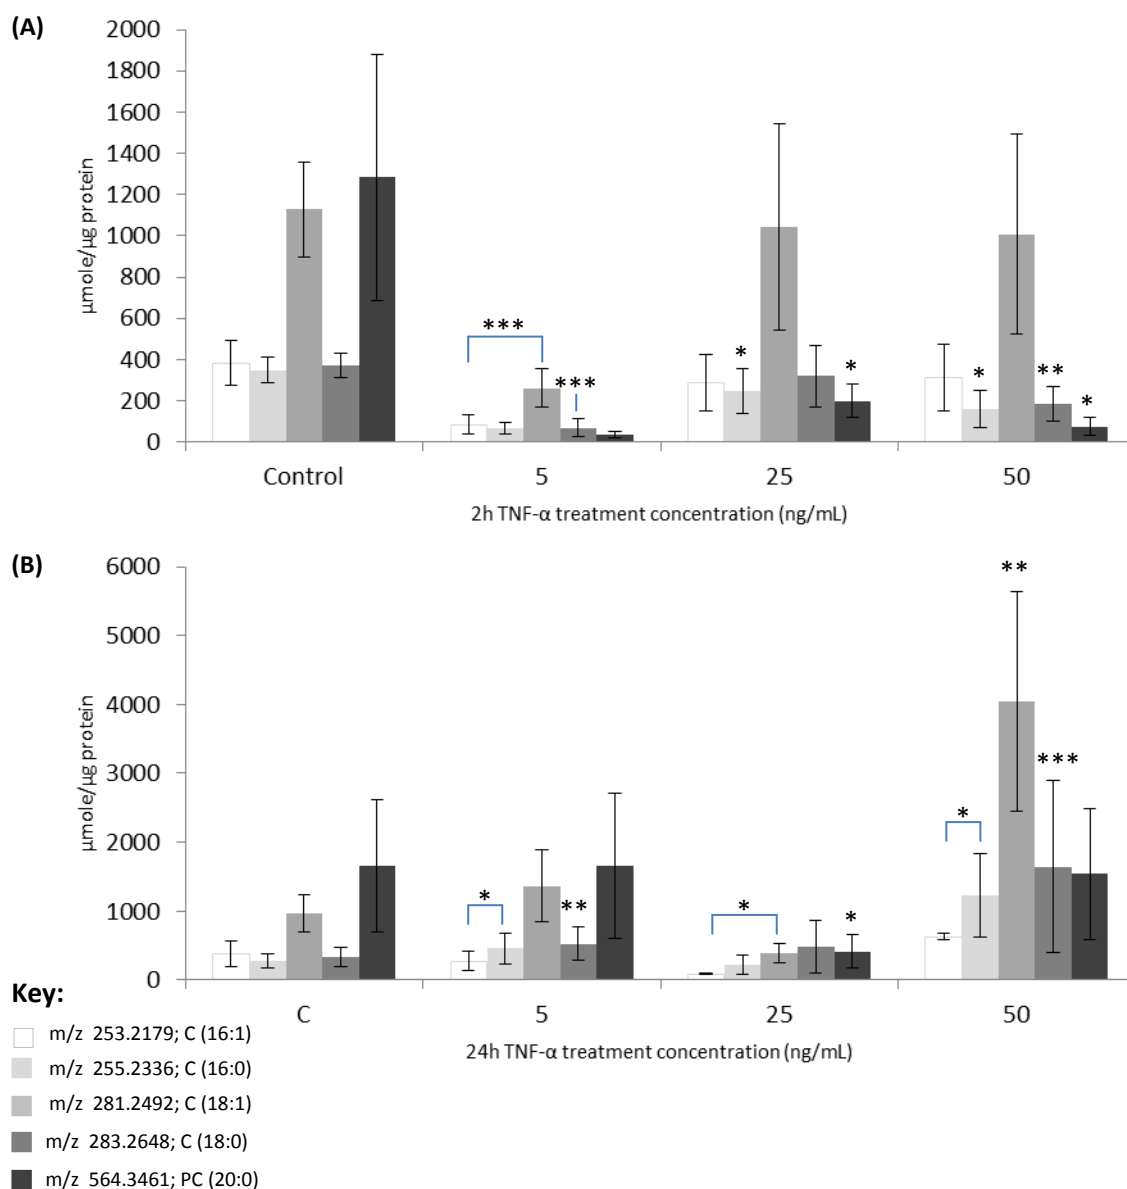 (A)
2000
1800
1600
1400
1200
1000
800
600
400
200
0
µmole/µg protein
***
***
*
*
*
**
*
Control 5 25 50
2h TNF-α treatment concentration (ng/mL)
(B)
6000
5000
4000
3000
2000
1000
0
µmole/µg protein
*
**
*
*
*
**
***
C 5 25 50
24h TNF-α treatment concentration (ng/mL)
Key:
m/z 253.2179; C (16:1)
m/z 255.2336; C (16:0)
m/z 281.2492; C (18:1)
m/z 283.2648; C (18:0)
m/z 564.3461; PC (20:0)